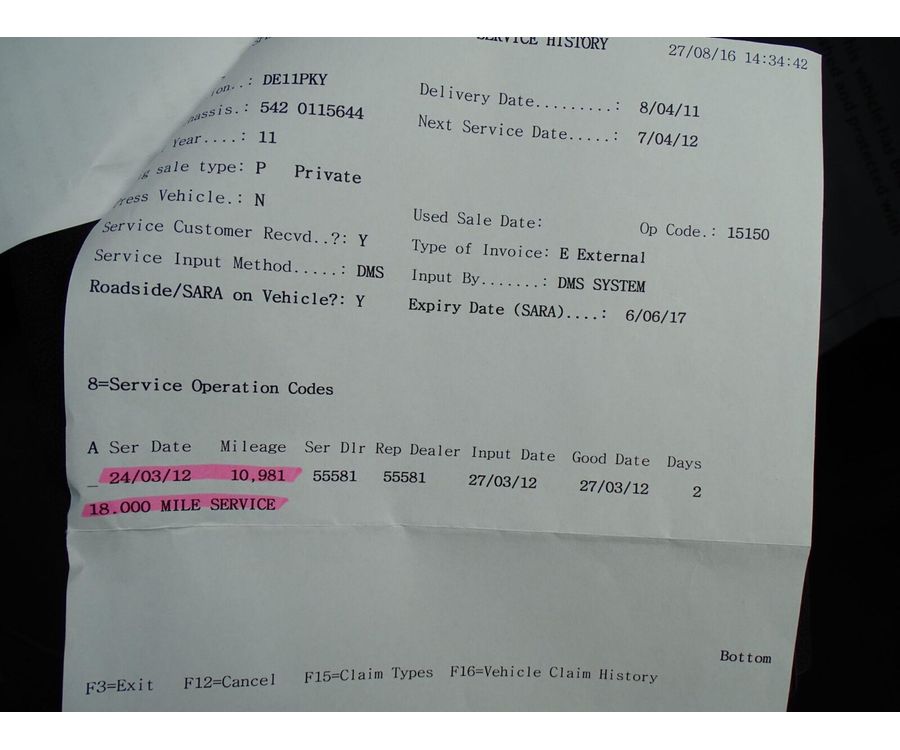 SERVICE HISTORY 27/08/16 14:34:42
DE11PKY Delivery Date.........: 8/04/11
hassis.: 542 0115644 Next Service Date.....: 7/04/12
Year....: 11
sale type: P Private
ress Vehicle.: N Used Sale Date: Op Code.: 15150
Service Customer Recvd..?: Y Type of Invoice: E External
Service Input Method.....: DMS Input By.......: DMS SYSTEM
Roadside/SARA on Vehicle?: Y Expiry Date (SARA)....: 6/06/17
8=Service Operation Codes
A Ser Date Mileage Ser Dlr Rep Dealer Input Date Good Date Days
_ 24/03/12 10,981 55581 55581 27/03/12 27/03/12 2
18.000 MILE SERVICE
Bottom
F3=Exit F12=Cancel F15=Claim Types F16=Vehicle Claim History